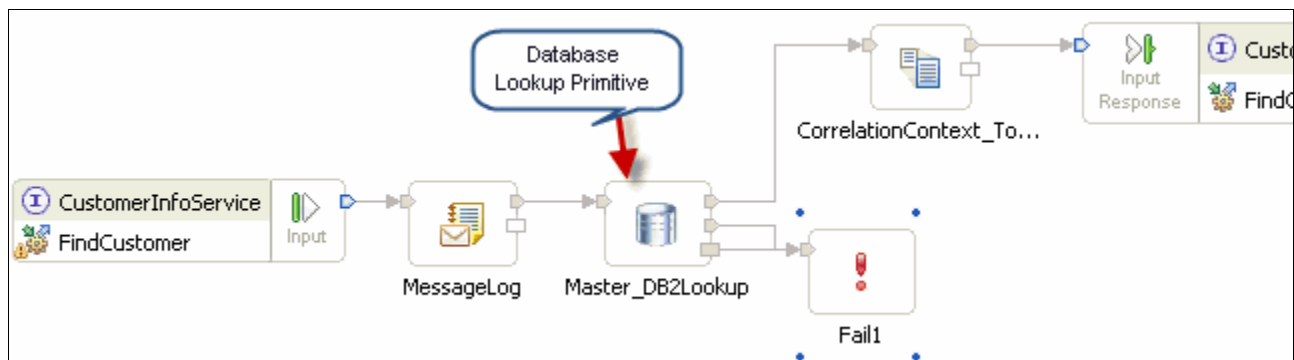 Database
Lookup Primitive
Input
Response
CorrelationContext_To...
CustomerInfoService
FindCustomer
Input
MessageLog
Master_DB2Lookup
Fail1